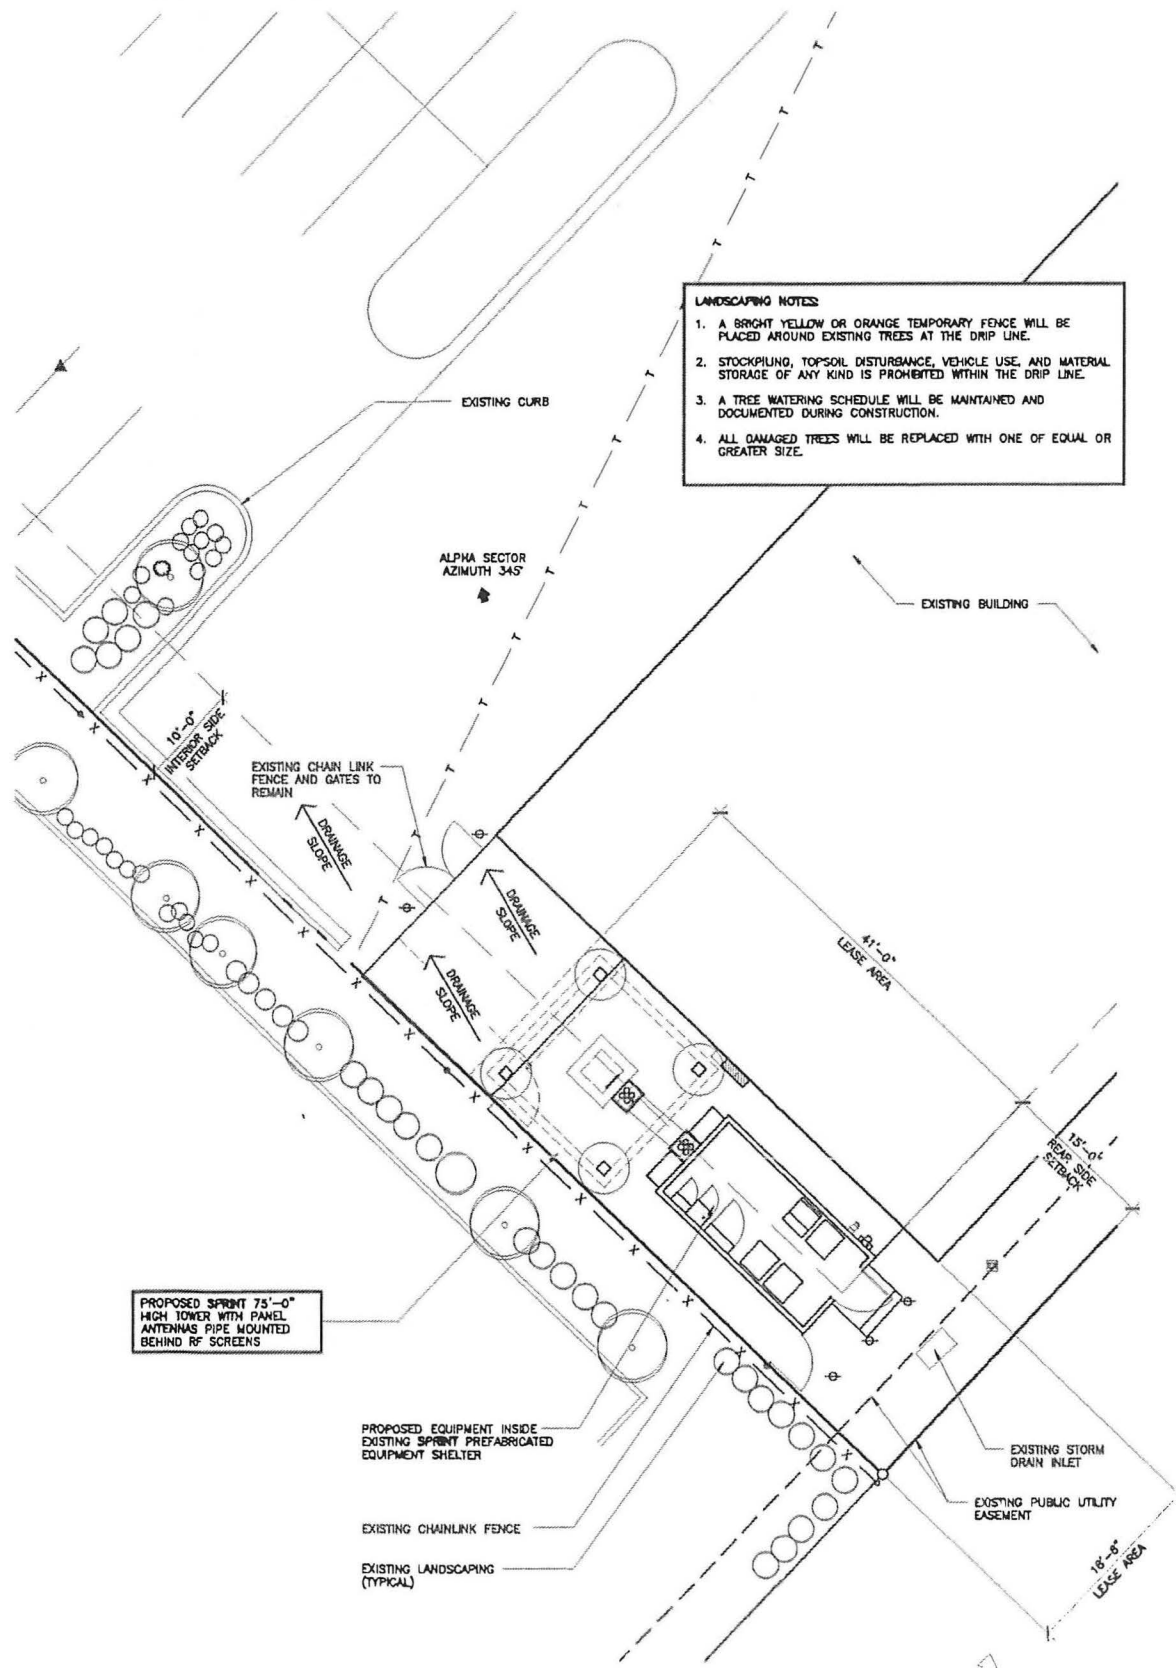 LANDSCAPING NOTES
1. A BRIGHT YELLOW OR ORANGE TEMPORARY FENCE WILL BE
PLACED AROUND EXISTING TREES AT THE DRIP LINE.
2. STOCKPILING, TOPSOIL DISTURBANCE, VEHICLE USE, AND MATERIAL
STORAGE OF ANY KIND IS PROHIBITED WITHIN THE DRIP LINE.
3. A TREE WATERING SCHEDULE WILL BE MAINTAINED AND
DOCUMENTED DURING CONSTRUCTION.
4. ALL DAMAGED TREES WILL BE REPLACED WITH ONE OF EQUAL OR
GREATER SIZE.
EXISTING CURB
ALPHA SECTOR
AZIMUTH 345°
EXISTING BUILDING
10'-0"
INTERIOR SIDE
SETBACK
EXISTING CHAIN LINK
FENCE AND GATES TO
REMAIN
DRAINAGE
SLOPE
DRAINAGE
SLOPE
DRAINAGE
SLOPE
41'-0"
LEASE AREA
15'-0"
REAR SIDE
SETBACK
PROPOSED SPRINT 75'-0"
HIGH TOWER WITH PANEL
ANTENNAS PIPE MOUNTED
BEHIND RF SCREENS
PROPOSED EQUIPMENT INSIDE
EXISTING SPRINT PREFABRICATED
EQUIPMENT SHELTER
EXISTING STORM
DRAIN INLET
EXISTING PUBLIC UTILITY
EASEMENT
EXISTING CHAINLINK FENCE
EXISTING LANDSCAPING
(TYPICAL)
18'-8"
LEASE AREA
T T T T T T T T T T T T T T T T
X X X X X X X X X X X X X X X X